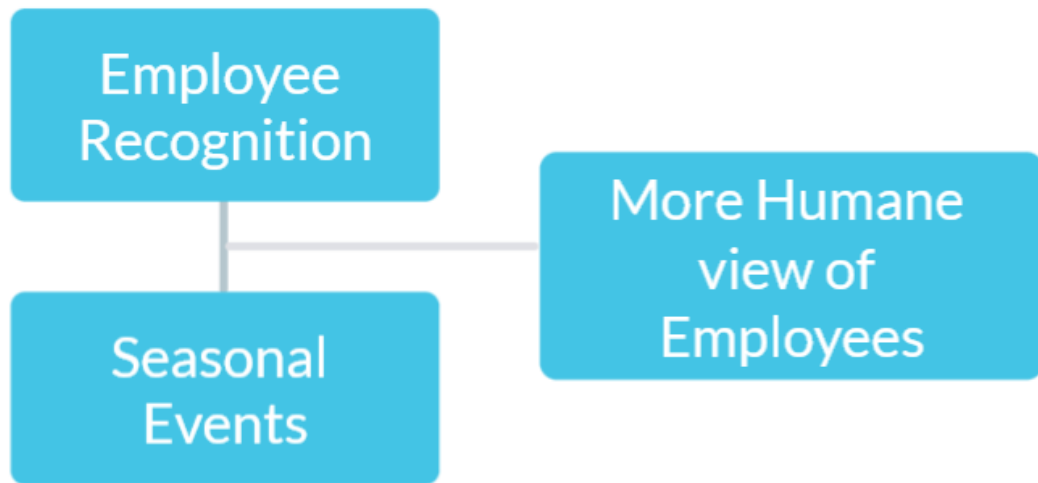 Employee
Recognition
More Humane
view of
Employees
Seasonal
Events